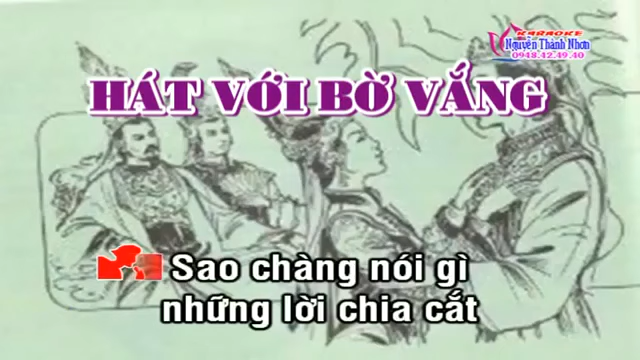 KARAOKE
Nguyễn Thành Nhơn
0948.42.49.40
HÁT VỚI BỜ VẮNG
Sao chàng nói gì
những lời chia cắt